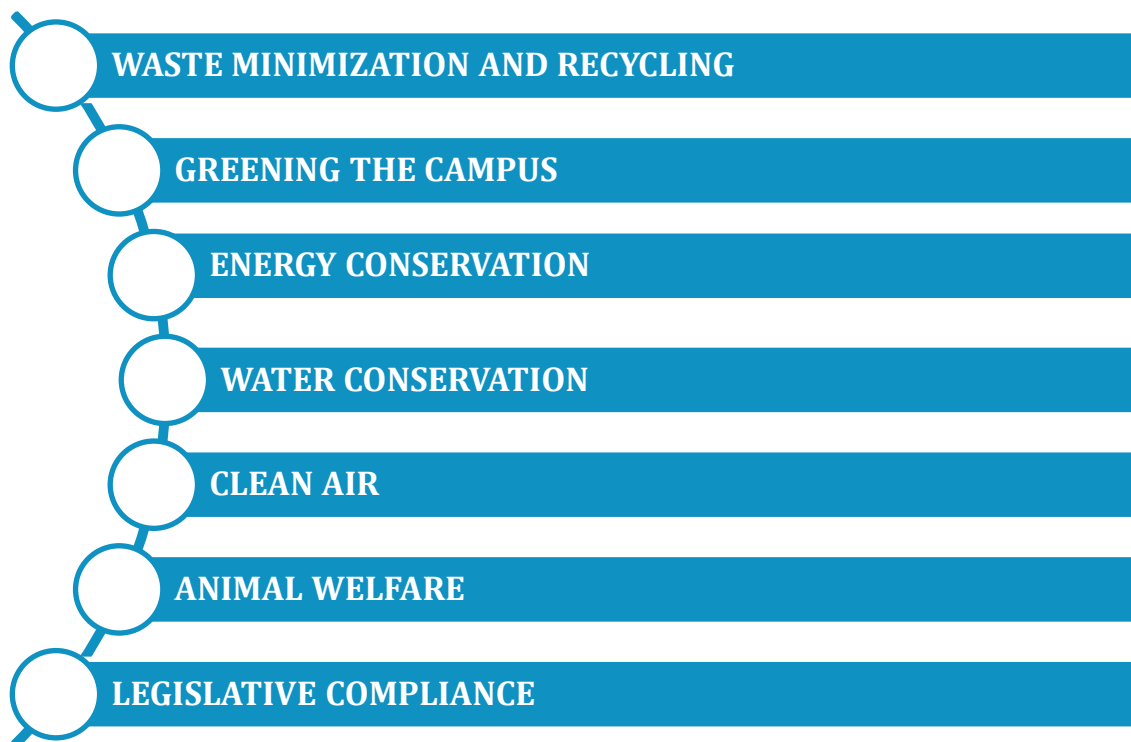 WASTE MINIMIZATION AND RECYCLING
GREENING THE CAMPUS
ENERGY CONSERVATION
WATER CONSERVATION
CLEAN AIR
ANIMAL WELFARE
LEGISLATIVE COMPLIANCE